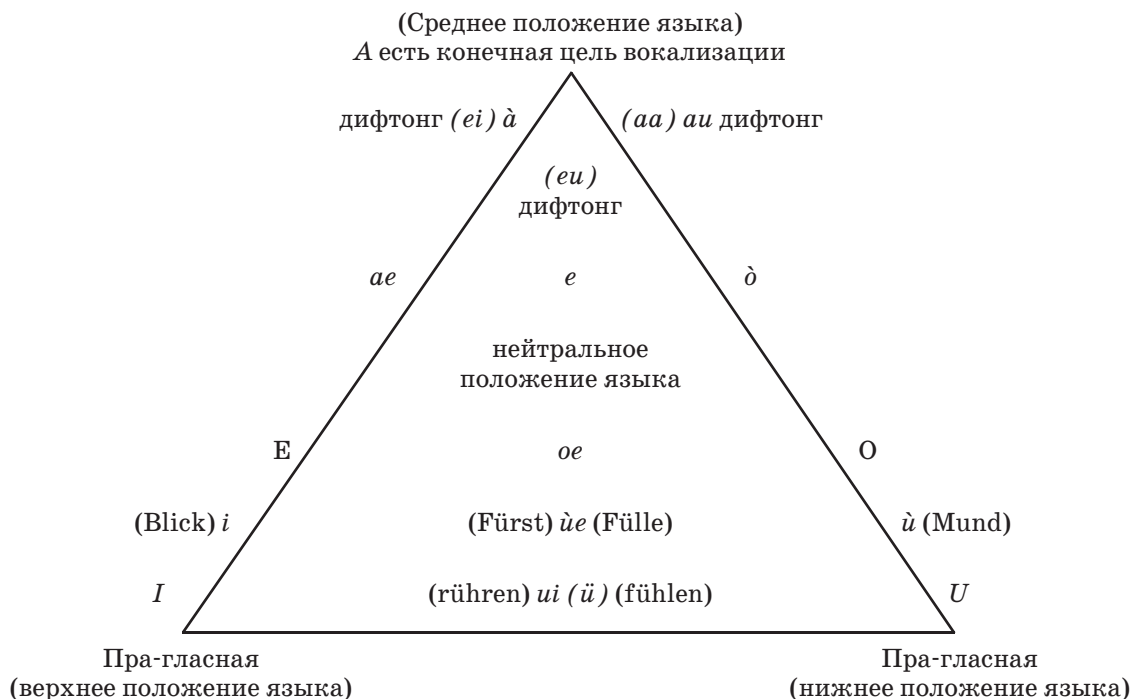 (Среднее положение языка)
A есть конечная цель вокализации
дифтонг (ei) à (aa) au дифтонг
(eu)
дифтонг
ae e ò
нейтральное
положение языка
E oe O
(Blick) i (Fürst) ùe (Fülle) ù (Mund)
I (rühren) ui (ü) (fühlen) U
Пра-гласная Пра-гласная
(верхнее положение языка) (нижнее положение языка)